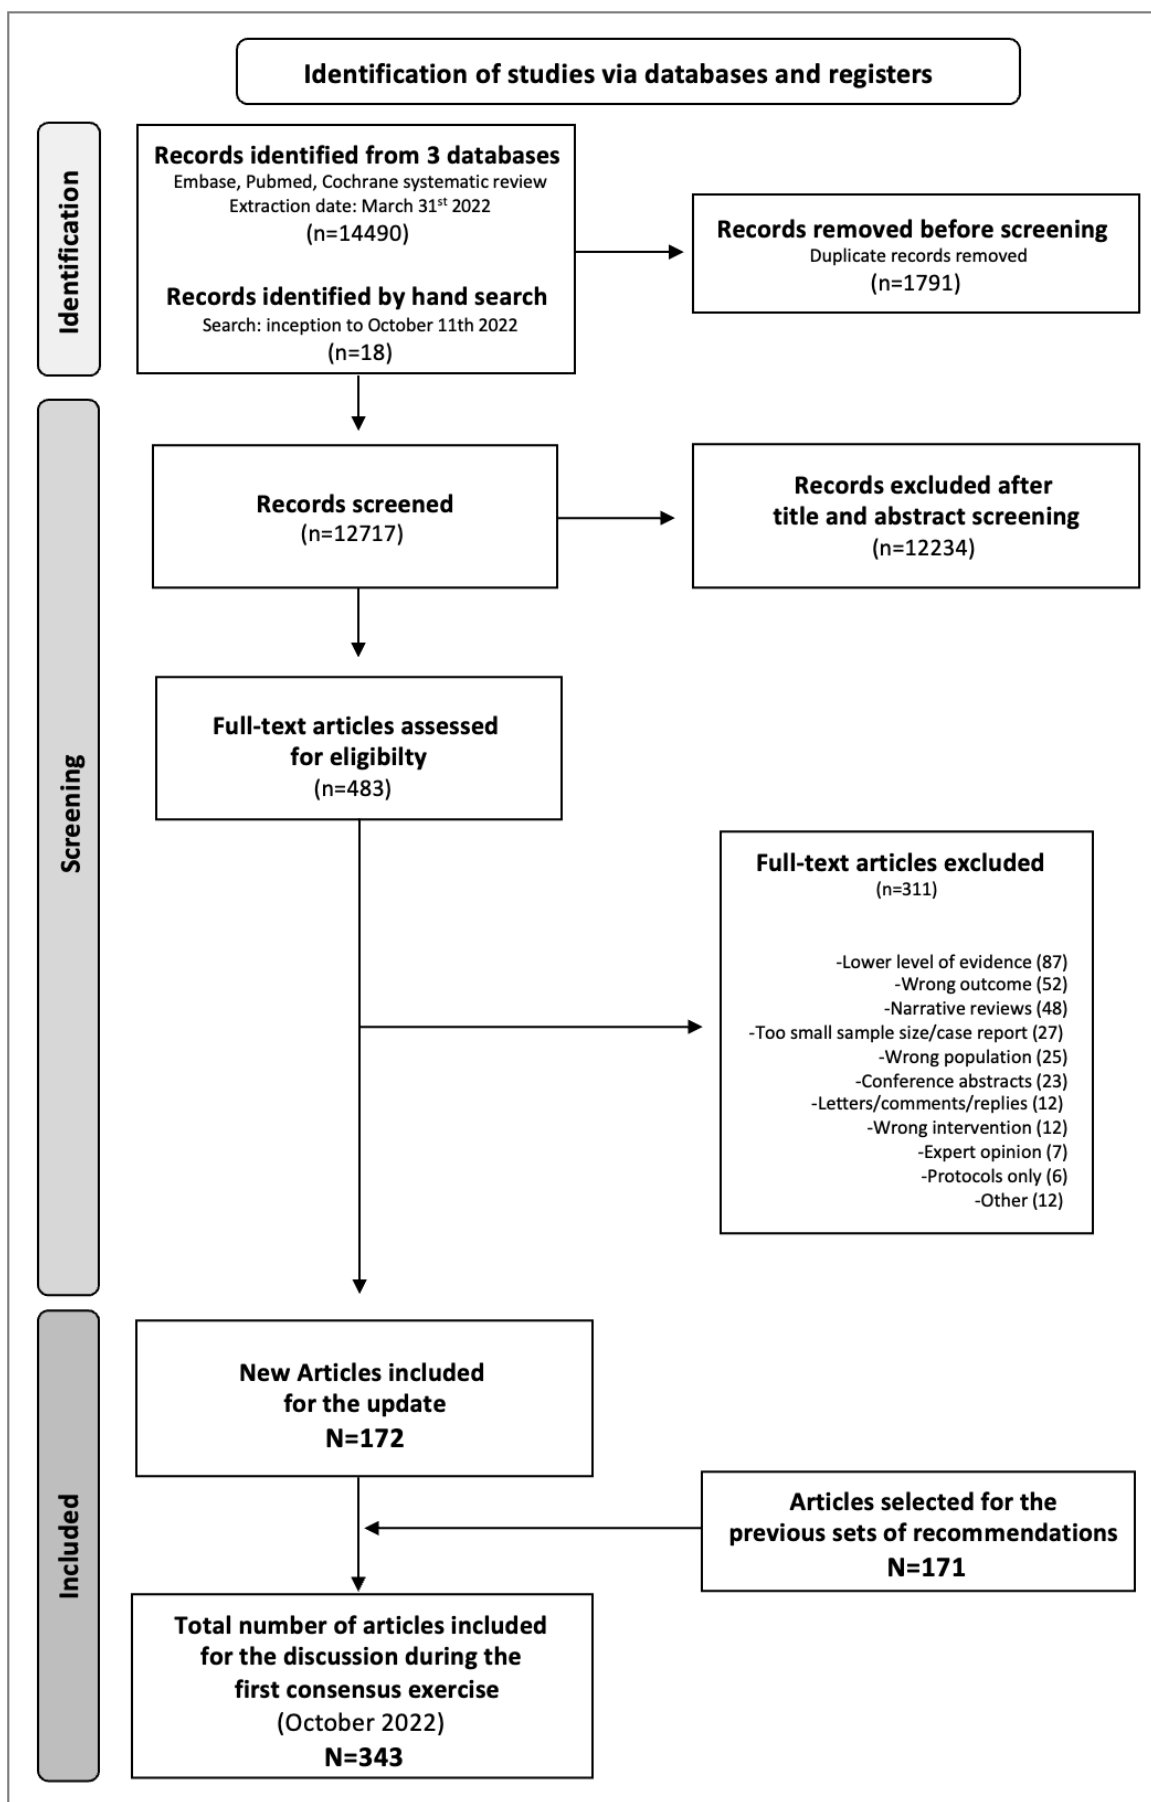 Identification of studies via databases and registers
Identification
Records identified from 3 databases
Embase, Pubmed, Cochrane systematic review
Extraction date: March 31st 2022
(n=14490)
Records identified by hand search
Search: inception to October 11th 2022
(n=18)
Records removed before screening
Duplicate records removed
(n=1791)
Screening
Records screened
(n=12717)
Records excluded after
title and abstract screening
(n=12234)
Full-text articles assessed
for eligibilty
(n=483)
Full-text articles excluded
(n=311)
-Lower level of evidence (87)
-Wrong outcome (52)
-Narrative reviews (48)
-Too small sample size/case report (27)
-Wrong population (25)
-Conference abstracts (23)
-Letters/comments/replies (12)
-Wrong intervention (12)
-Expert opinion (7)
-Protocols only (6)
-Other (12)
Included
New Articles included
for the update
N=172
Articles selected for the
previous sets of recommendations
N=171
Total number of articles included
for the discussion during the
first consensus exercise
(October 2022)
N=343